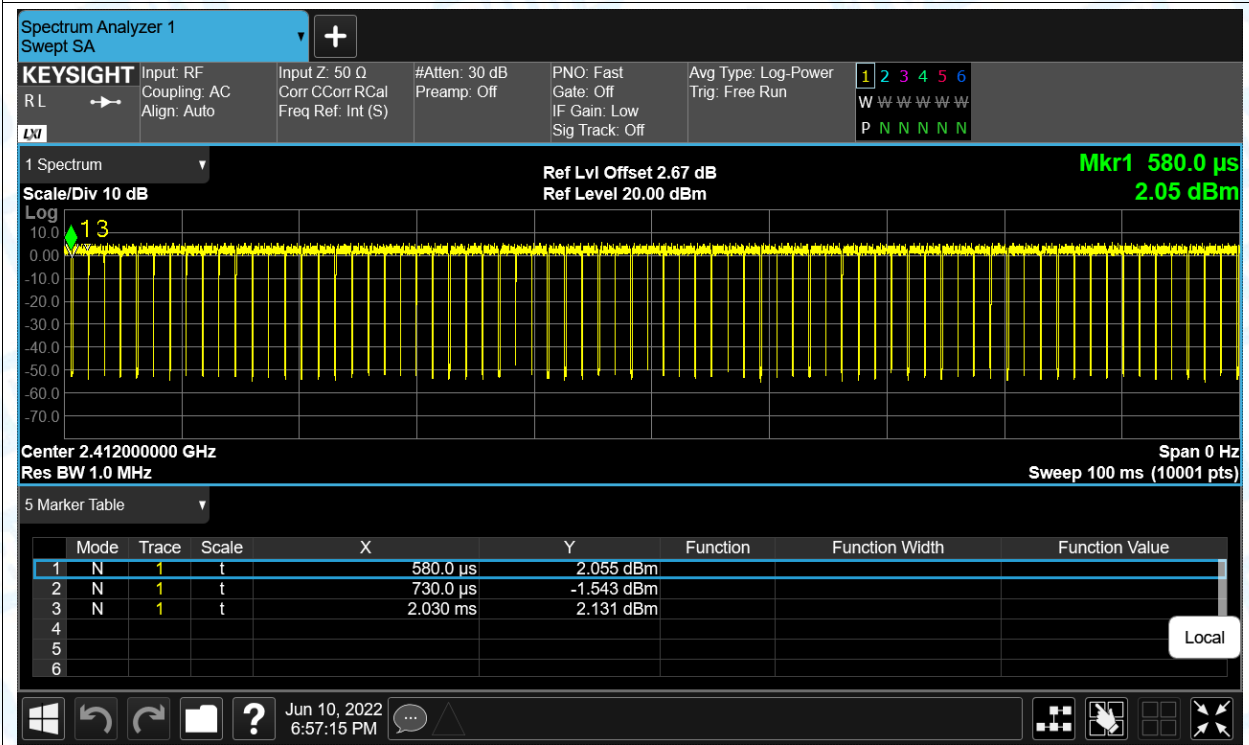 Spectrum Analyzer 1
Swept SA
KEYSIGHT Input: RF Input Z: 50 Ω #Atten: 30 dB PNO: Fast Avg Type: Log-Power 1 2 3 4 5 6
R L Coupling: AC Corr CCorr RCal Preamp: Off Gate: Off Trig: Free Run W W W W W W
Align: Auto Freq Ref: Int (S) IF Gain: Low
LXI Sig Track: Off P N N N N N
1 Spectrum Ref Lvl Offset 2.67 dB Mkr1 580.0 µs
Scale/Div 10 dB Ref Level 20.00 dBm 2.05 dBm
Log
1 3
10.0
0.00
-10.0
-20.0
-30.0
-40.0
-50.0
-60.0
-70.0
Center 2.412000000 GHz Span 0 Hz
Res BW 1.0 MHz Sweep 100 ms (10001 pts)
5 Marker Table
Mode Trace Scale X Y Function Function Width Function Value
1 N 1 t 580.0 µs 2.055 dBm
2 N 1 t 730.0 µs -1.543 dBm
3 N 1 t 2.030 ms 2.131 dBm
4
5
6
Local
? Jun 10, 2022
6:57:15 PM